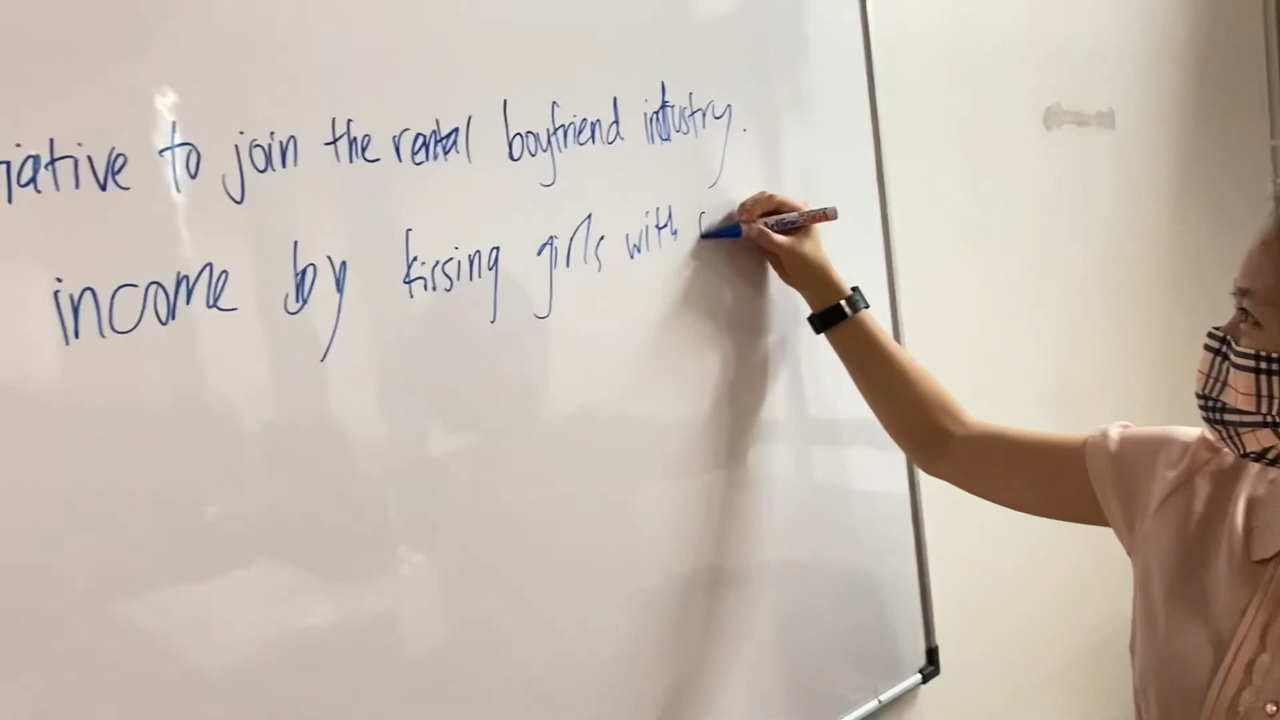 iative to join the rental boyfriend industry.
income by kissing girls with